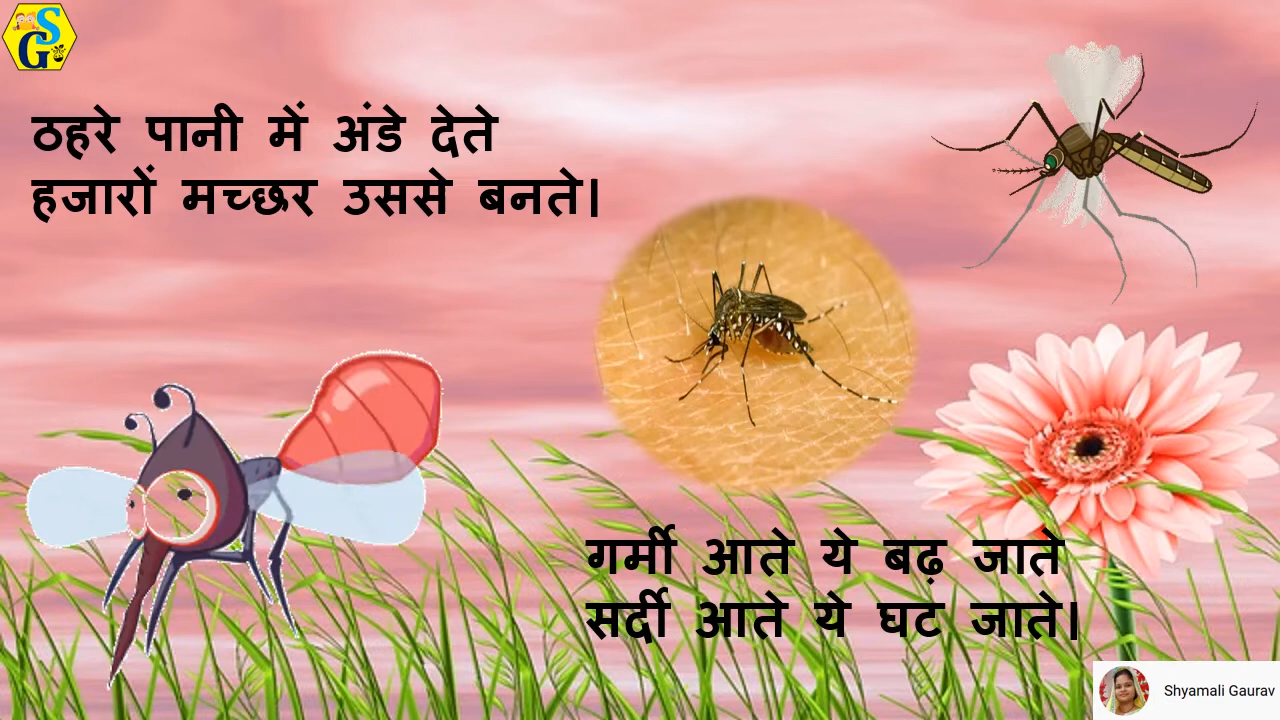 SG
ठहरे पानी में अंडे देते
हजारों मच्छर उससे बनते।
गर्मी आते ये बढ़ जाते
सर्दी आते ये घट जाते।
Shyamali Gaurav